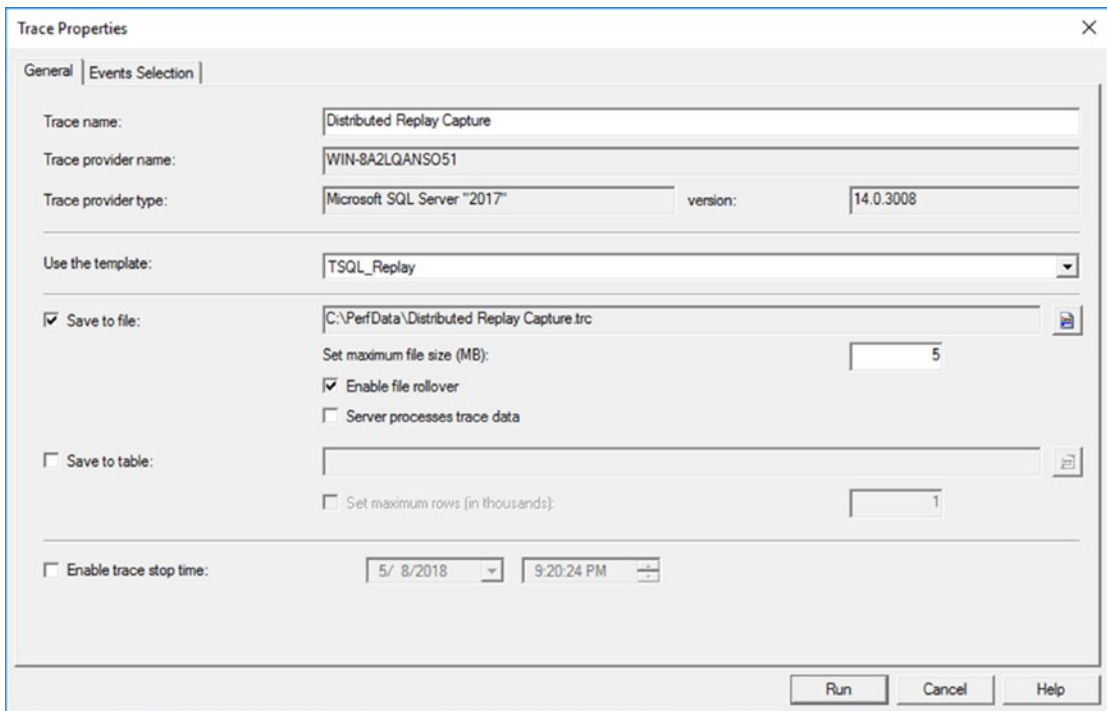 Trace Properties
General Events Selection
Trace name: Distributed Replay Capture
Trace provider name: WIN-8A2LQANSO51
Trace provider type: Microsoft SQL Server "2017" version: 14.0.3008
Use the template: TSQL_Replay
Save to file: C:\PerfData\Distributed Replay Capture.trc
Set maximum file size (MB): 5
Enable file rollover
Server processes trace data
Save to table:
Set maximum rows (in thousands): 1
Enable trace stop time: 5/ 8/2018 9:20:24 PM
Run Cancel Help